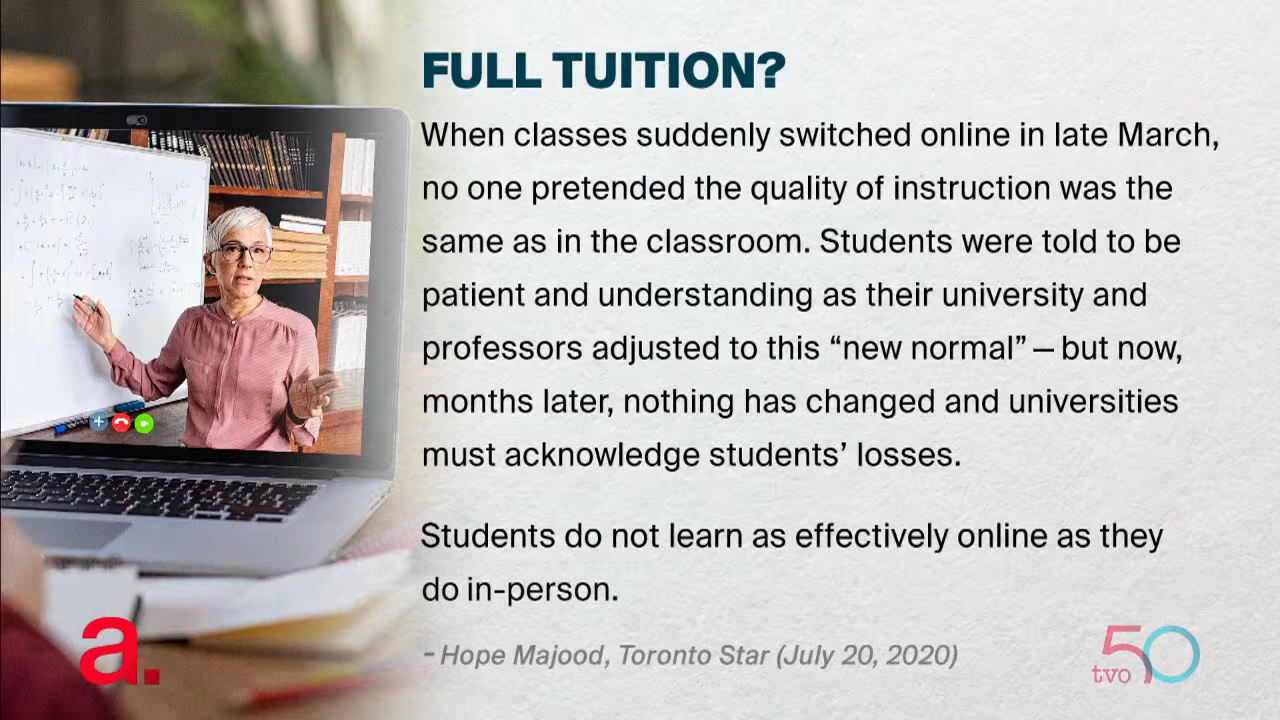 FULL TUITION?
When classes suddenly switched online in late March,
no one pretended the quality of instruction was the
same as in the classroom. Students were told to be
patient and understanding as their university and
professors adjusted to this “new normal” – but now,
months later, nothing has changed and universities
must acknowledge students’ losses.
Students do not learn as effectively online as they
do in-person.
– Hope Majood, Toronto Star (July 20, 2020)
a.
tvo 50